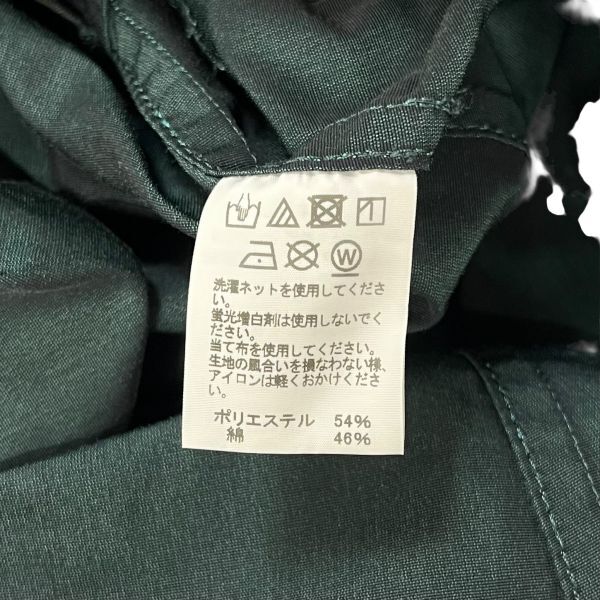 W
洗濯ネットを使用してくださ
い。
蛍光増白剤は使用しないでく
ださい。
当て布を使用してください。
生地の風合いを損なわない様、
アイロンは軽くおかけください。
ポリエステル 54%
綿 46%